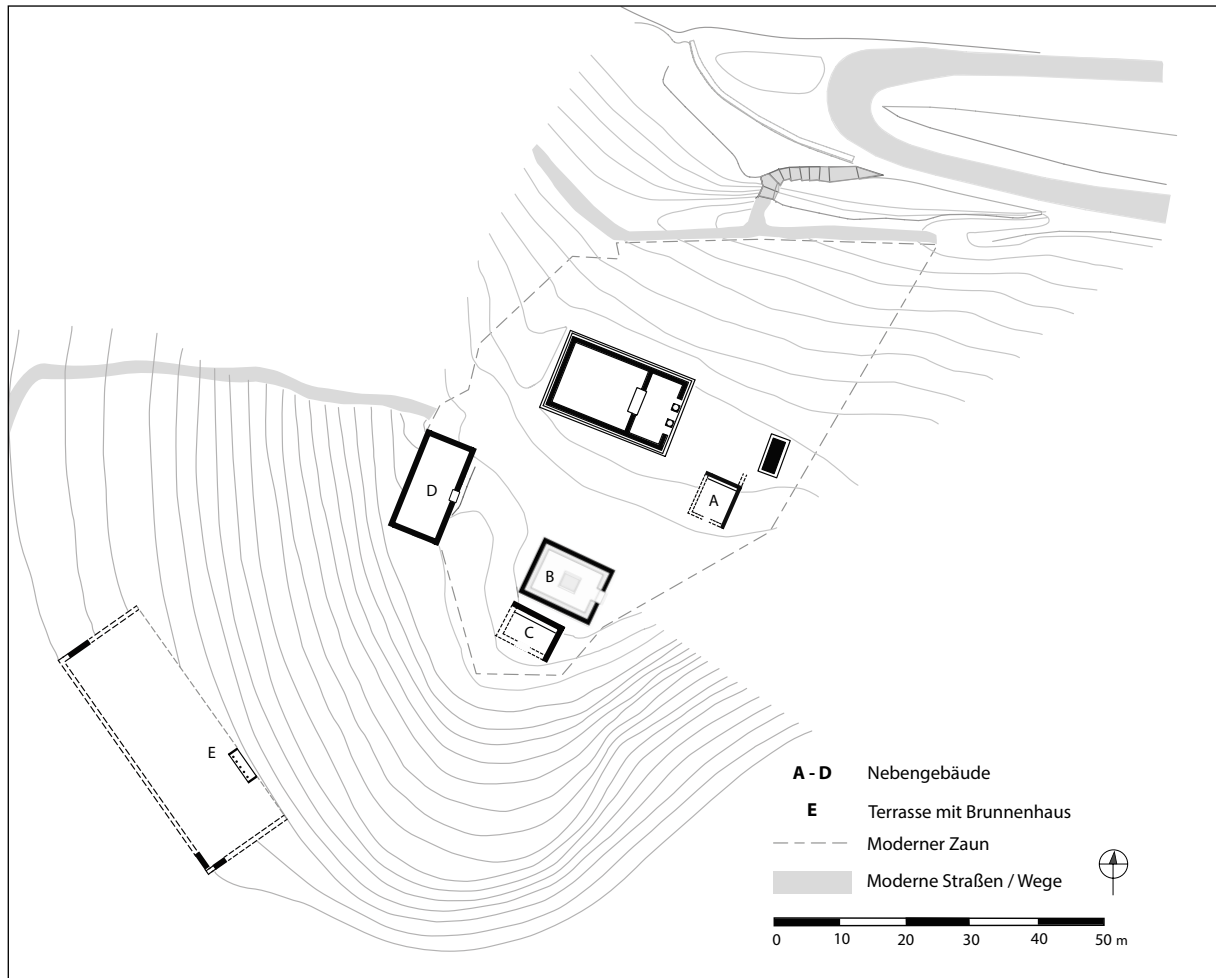 D
A
B
C
E
A - D Nebengebäude
E Terrasse mit Brunnenhaus
Moderner Zaun
Moderne Straßen / Wege
0 10 20 30 40 50 m